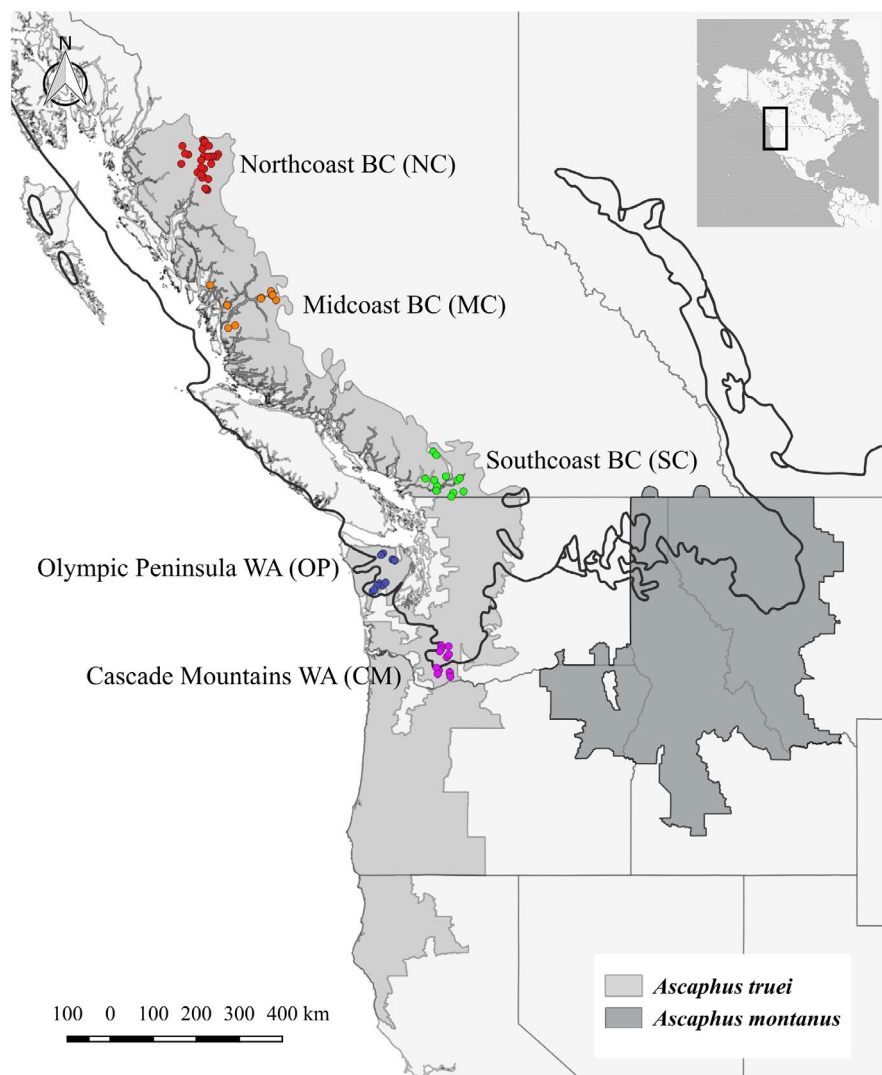 N
Northcoast BC (NC)
Midcoast BC (MC)
Southcoast BC (SC)
Olympic Peninsula WA (OP)
Cascade Mountains WA (CM)
100 0 100 200 300 400 km
Ascaphus truei
Ascaphus montanus